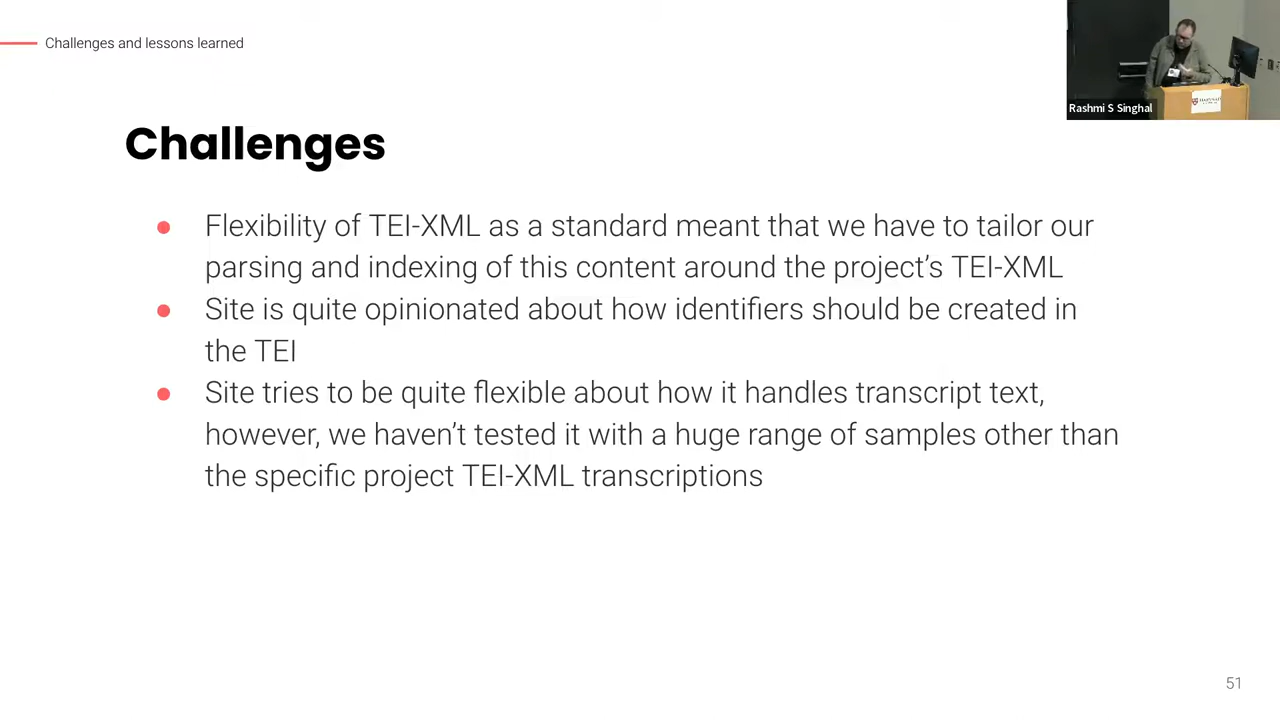 Challenges and lessons learned
Rashmi S Singhal
Challenges
● Flexibility of TEI-XML as a standard meant that we have to tailor our
parsing and indexing of this content around the project’s TEI-XML
● Site is quite opinionated about how identifiers should be created in
the TEI
● Site tries to be quite flexible about how it handles transcript text,
however, we haven’t tested it with a huge range of samples other than
the specific project TEI-XML transcriptions
51